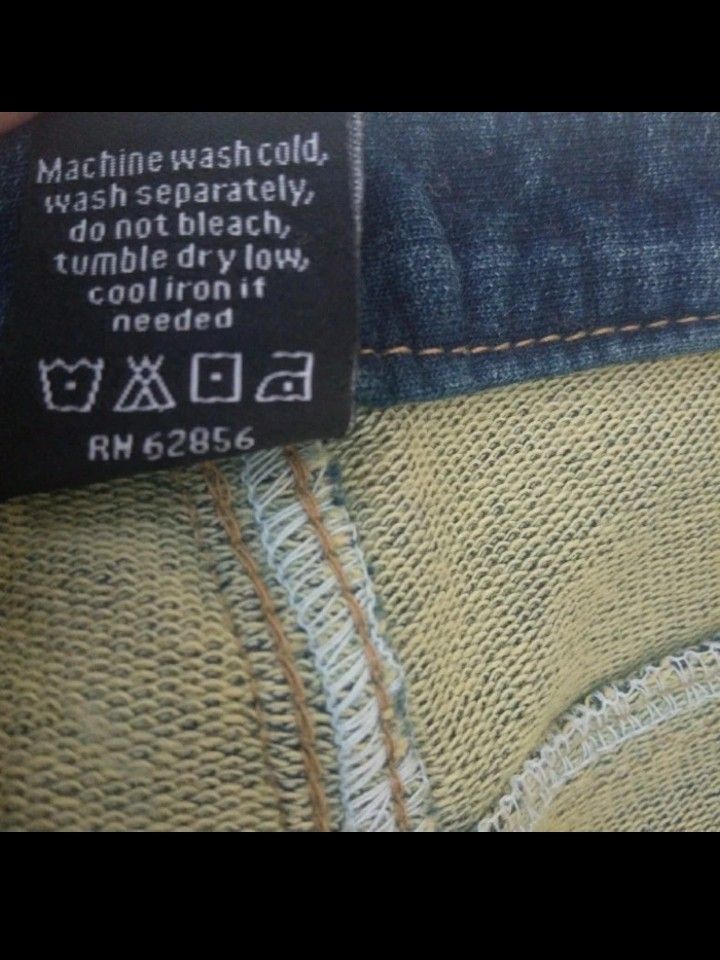 Machine wash cold,
wash separately,
do not bleach,
tumble dry low,
cool iron if
needed
RN 62856